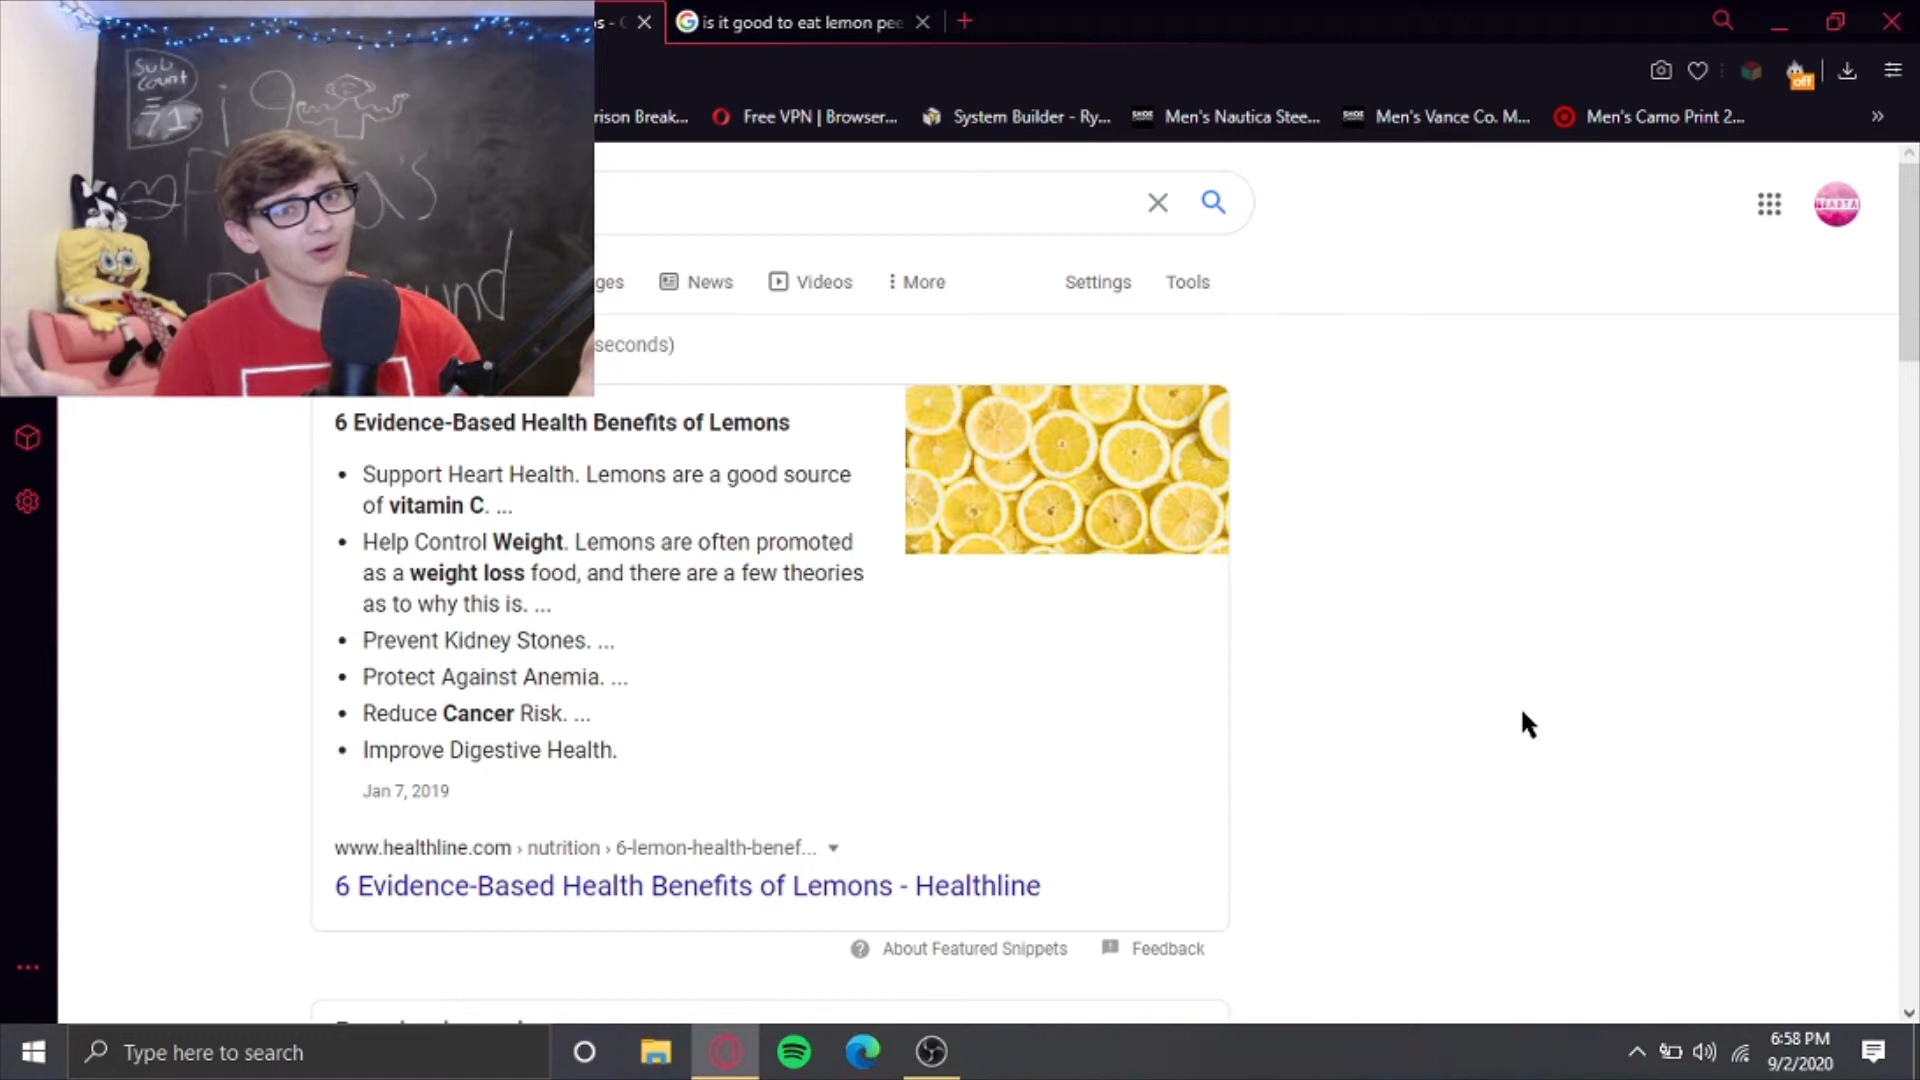 is it good to eat lemon pee
rison Break...
Free VPN | Browser...
System Builder - Ry...
SHOE
Men's Nautica Stee...
SHOE
Men's Vance Co. M...
Men's Camo Print 2...
off
Sub
Count
=
71
Big
's
nd
ges
News
Videos
More
Settings
Tools
seconds)
6 Evidence-Based Health Benefits of Lemons
• Support Heart Health. Lemons are a good source
of vitamin C. ...
• Help Control Weight. Lemons are often promoted
as a weight loss food, and there are a few theories
as to why this is. ...
• Prevent Kidney Stones. ...
• Protect Against Anemia. ...
• Reduce Cancer Risk. ...
• Improve Digestive Health.
Jan 7, 2019
www.healthline.com › nutrition › 6-lemon-health-benef...
6 Evidence-Based Health Benefits of Lemons - Healthline
About Featured Snippets
Feedback
Type here to search
6:58 PM
9/2/2020